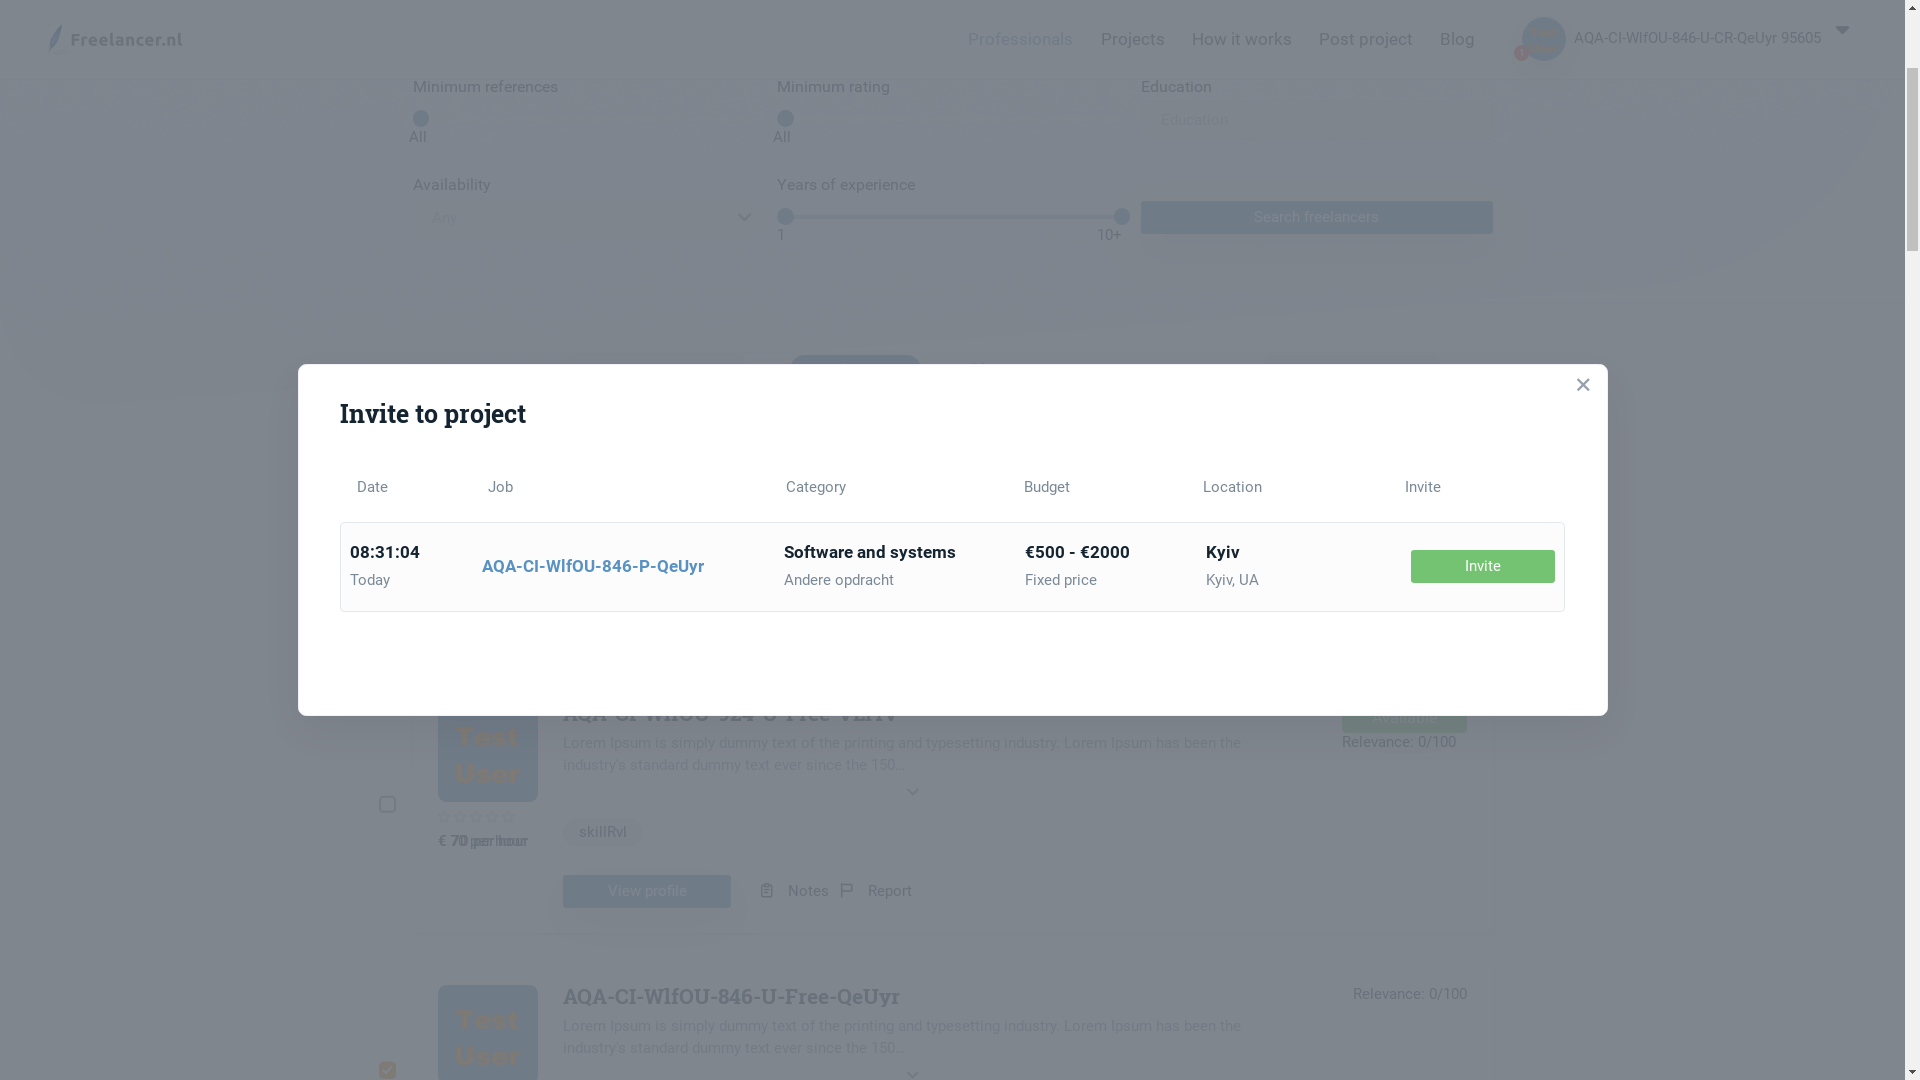 Freelancer.nl
Professionals
Projects
How it works
Post project
Blog
AQA-CI-WlfOU-846-U-CR-QeUyr 95605
Minimum references
Minimum rating
Education
Education
All
All
Availability
Years of experience
Any
Search freelancers
1
10+
Invite to project
Date
Job
Category
Budget
Location
Invite
08:31:04
Today
AQA-CI-WlfOU-846-P-QeUyr
Software and systems
Andere opdracht
€500 - €2000
Fixed price
Kyiv
Kyiv, UA
Invite
Test
User
Lorem Ipsum is simply dummy text of the printing and typesetting industry. Lorem Ipsum has been the
industry's standard dummy text ever since the 150...
Available
Relevance: 0/100
€ 70 per hour
skillRvl
View profile
Notes
Report
Test
User
AQA-CI-WlfOU-846-U-Free-QeUyr
Relevance: 0/100
Lorem Ipsum is simply dummy text of the printing and typesetting industry. Lorem Ipsum has been the
industry's standard dummy text ever since the 150...